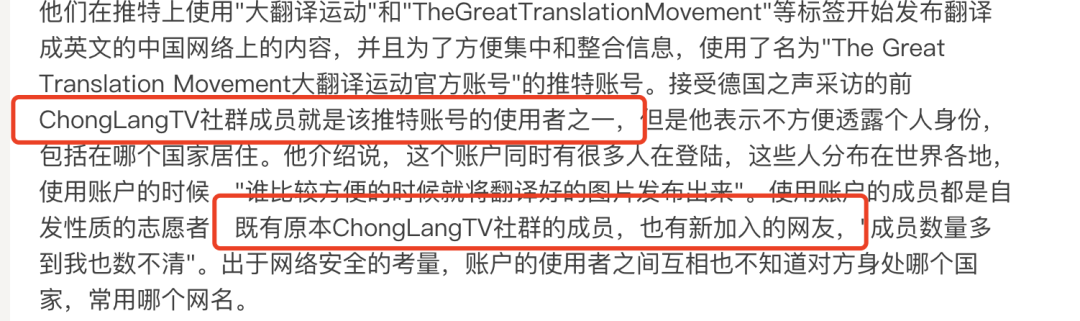 他们在推特上使用"大翻译运动"和"TheGreatTranslationMovement"等标签开始发布翻译
成英文的中国网络上的内容，并且为了方便集中和整合信息，使用了名为"The Great
Translation Movement大翻译运动官方账号"的推特账号。接受德国之声采访的前
ChongLangTV社群成员就是该推特账号的使用者之一，但是他表示不方便透露个人身份，
包括在哪个国家居住。他介绍说，这个账户同时有很多人在登陆，这些人分布在世界各地，
使用账户的时候，"谁比较方便的时候就将翻译好的图片发布出来"。使用账户的成员都是自
发性质的志愿者，既有原本ChongLangTV社群的成员，也有新加入的网友，"成员数量多
到我也数不清"。出于网络安全的考量，账户的使用者之间互相也不知道对方身处哪个国
家，常用哪个网名。